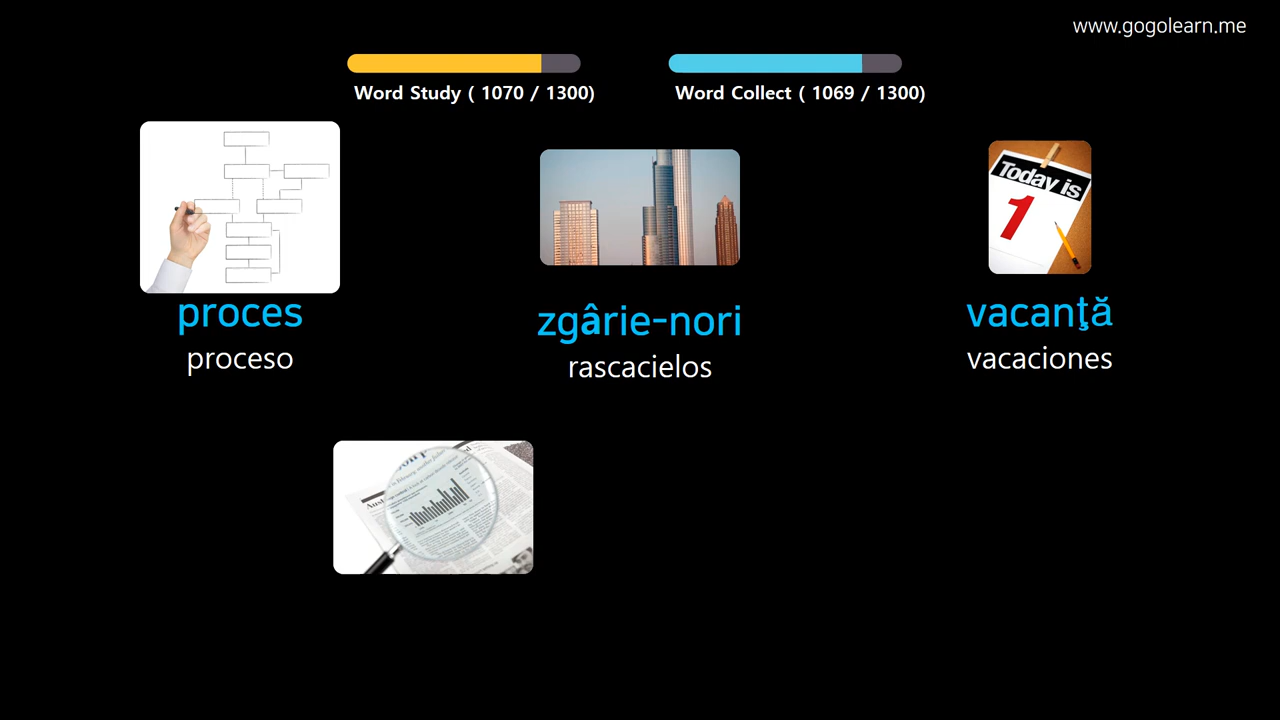 www.gogolearn.me
Word Study ( 1070 / 1300)
Word Collect ( 1069 / 1300)
Today is
1
proces
proceso
zgârie-nori
rascacielos
vacanţă
vacaciones